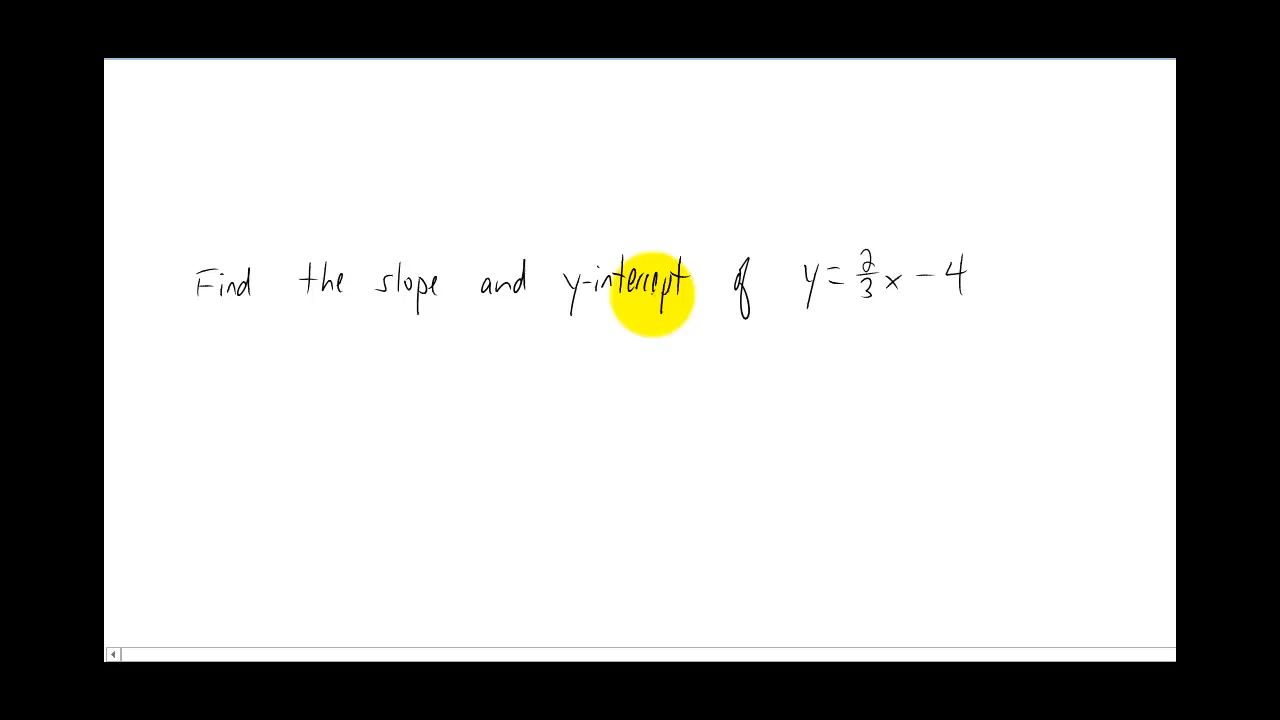 Find the slope and y-intercept of y = 2/3 x - 4